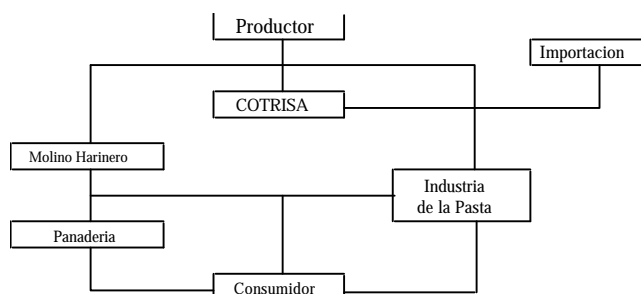 Productor
Importacion
COTRISA
Molino Harinero
Industria
de la Pasta
Panaderia
Consumidor